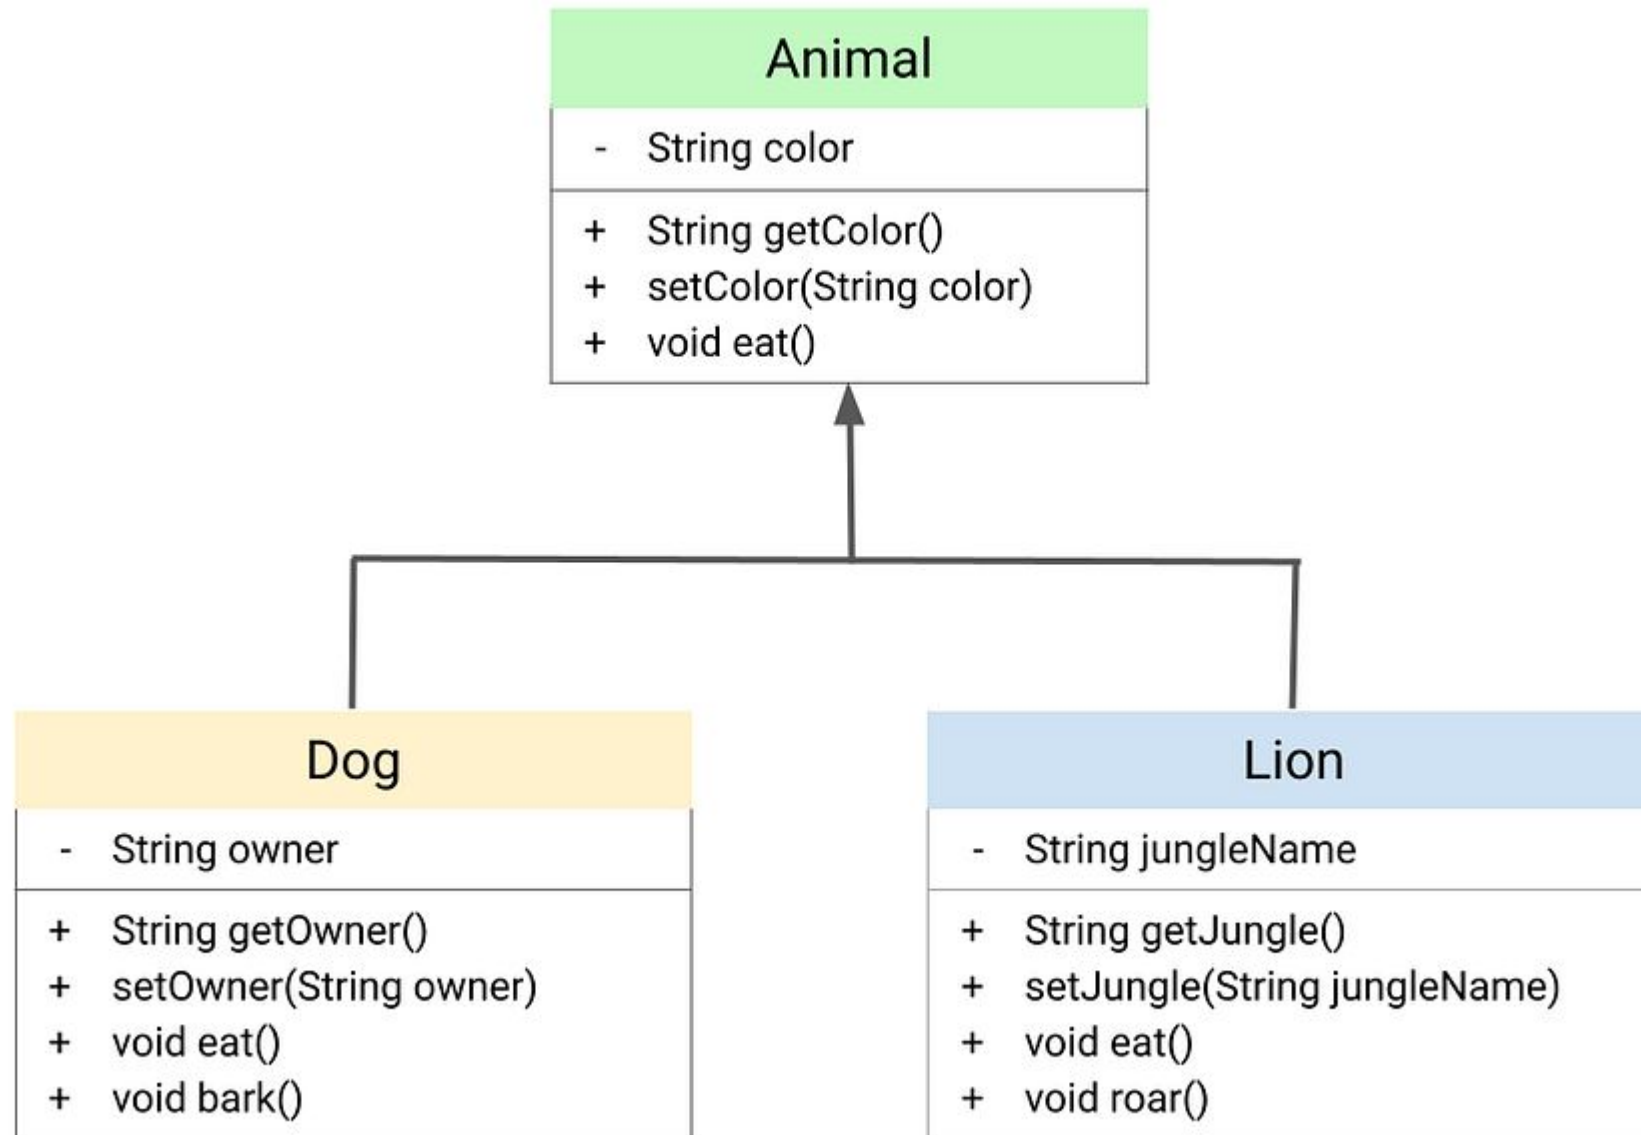 Animal
- String color
+ String getColor()
+ setColor(String color)
+ void eat()
Dog
- String owner
+ String getOwner()
+ setOwner(String owner)
+ void eat()
+ void bark()
Lion
- String jungleName
+ String getJungle()
+ setJungle(String jungleName)
+ void eat()
+ void roar()